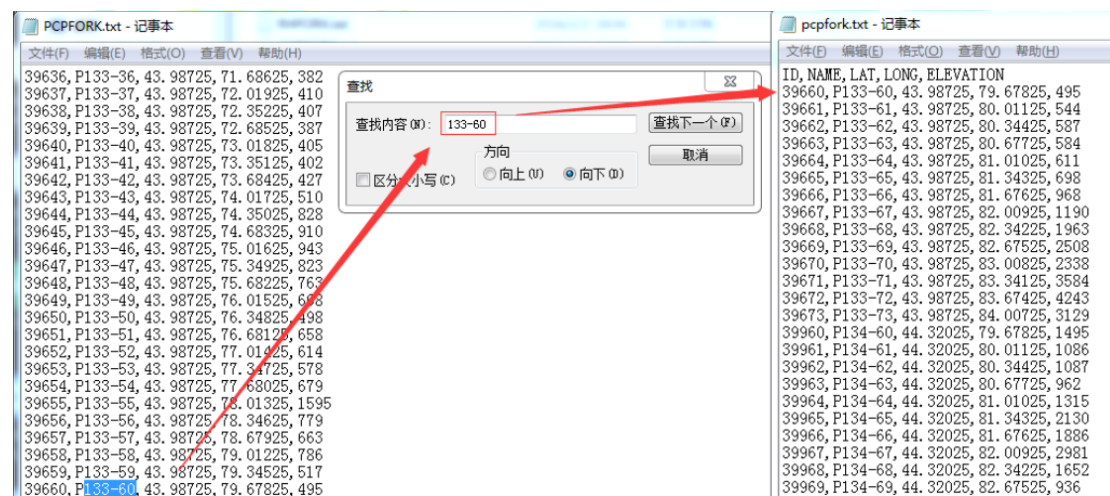 PCPFORK.txt - 记事本
文件(F) 编辑(E) 格式(O) 查看(V) 帮助(H)
39636,P133-36,43.98725,71.68625,382
39637,P133-37,43.98725,72.01925,410
39638,P133-38,43.98725,72.35225,407
39639,P133-39,43.98725,72.68525,387
39640,P133-40,43.98725,73.01825,405
39641,P133-41,43.98725,73.35125,402
39642,P133-42,43.98725,73.68425,427
39643,P133-43,43.98725,74.01725,510
39644,P133-44,43.98725,74.35025,828
39645,P133-45,43.98725,74.68325,910
39646,P133-46,43.98725,75.01625,943
39647,P133-47,43.98725,75.34925,823
39648,P133-48,43.98725,75.68225,763
39649,P133-49,43.98725,76.01525,
39650,P133-50,43.98725,76.34825,498
39651,P133-51,43.98725,76.68125,658
39652,P133-52,43.98725,77.01425,614
39653,P133-53,43.98725,77.34725,578
39654,P133-54,43.98725,77.68025,679
39655,P133-55,43.98725,78.01325,1595
39656,P133-56,43.98725,78.34625,779
39657,P133-57,43.98725,78.67925,663
39658,P133-58,43.98725,79.01225,786
39659,P133-59,43.98725,79.34525,517
39660,P133-60,43.98725,79.67825,495
查找
查找内容(N): 133-60 查找下一个(F)
方向 取消
区分大小写(C) 向上(U) 向下(D)
pcpfork.txt - 记事本
文件(F) 编辑(E) 格式(O) 查看(V) 帮助(H)
ID,NAME,LAT,LONG,ELEVATION
39660,P133-60,43.98725,79.67825,495
39661,P133-61,43.98725,80.01125,544
39662,P133-62,43.98725,80.34425,587
39663,P133-63,43.98725,80.67725,584
39664,P133-64,43.98725,81.01025,611
39665,P133-65,43.98725,81.34325,698
39666,P133-66,43.98725,81.67625,968
39667,P133-67,43.98725,82.00925,1190
39668,P133-68,43.98725,82.34225,1963
39669,P133-69,43.98725,82.67525,2508
39670,P133-70,43.98725,83.00825,2338
39671,P133-71,43.98725,83.34125,3584
39672,P133-72,43.98725,83.67425,4243
39673,P133-73,43.98725,84.00725,3129
39960,P134-60,44.32025,79.67825,1495
39961,P134-61,44.32025,80.01125,1086
39962,P134-62,44.32025,80.34425,1087
39963,P134-63,44.32025,80.67725,962
39964,P134-64,44.32025,81.01025,1315
39965,P134-65,44.32025,81.34325,2130
39966,P134-66,44.32025,81.67625,1886
39967,P134-67,44.32025,82.00925,2981
39968,P134-68,44.32025,82.34225,1652
39969,P134-69,44.32025,82.67525,936